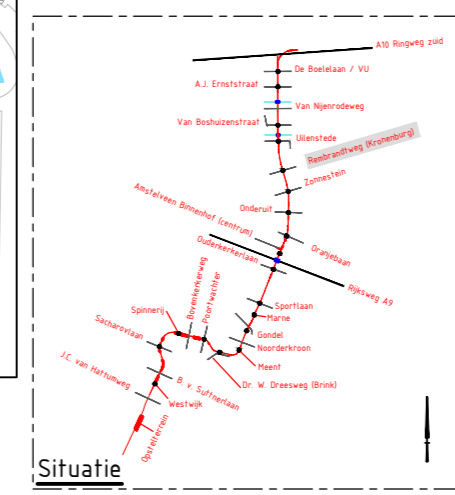 A10 Ringweg zuid
De Boelelaan / VU
A.J. Ernststraat
Van Nijenrodeweg
Van Boshuizenstraat
Uilenstede
Rembrandtweg (Kronenburg)
Zonnestein
Onderuit
Amstelveen Binnenhof (centrum)
Oranjebaan
Ouderkerkerlaan
Rijksweg A9
Sportlaan
Marne
Gondel
Noorderkroon
Meent
Dr. W. Dreesweg (Brink)
Poortwachter
Bovenkerkerweg
Spinnerij
Sacharovlaan
B. v. Suttnerlaan
J.C. van Hattumweg
Westwijk
Opstelterrein
Situatie